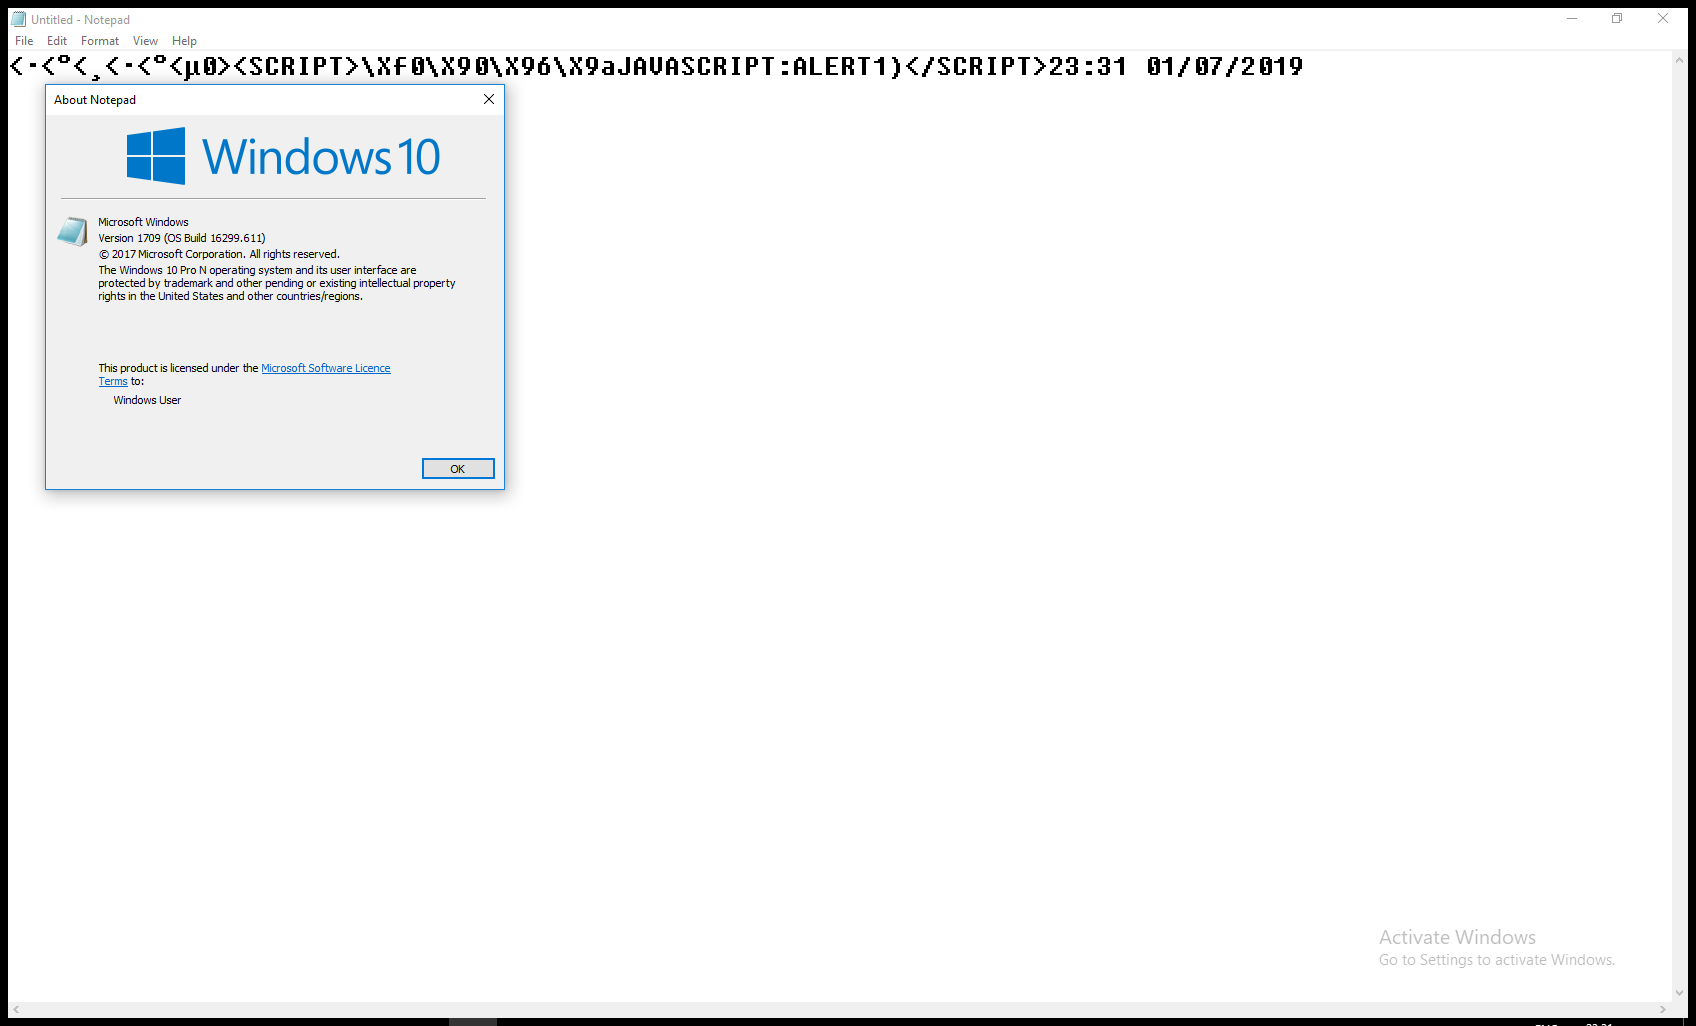 Untitled - Notepad
File Edit Format View Help
<·<º<¸<·<º<µ0><SCRIPT>\Xf0\X90\X96\X9aJAVASCRIPT:ALERT1)</SCRIPT>23:31 01/07/2019
About Notepad
Windows 10
Microsoft Windows
Version 1709 (OS Build 16299.611)
© 2017 Microsoft Corporation. All rights reserved.
The Windows 10 Pro N operating system and its user interface are
protected by trademark and other pending or existing intellectual property
rights in the United States and other countries/regions.
This product is licensed under the Microsoft Software Licence
Terms to:
Windows User
OK
Activate Windows
Go to Settings to activate Windows.